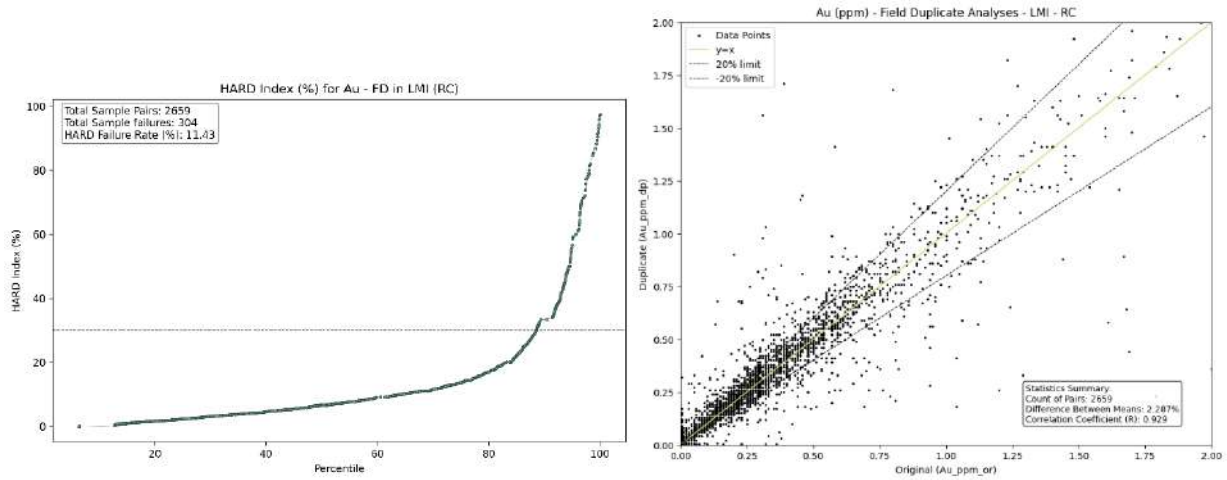 HARD Index (%) for Au - FD in LMI (RC)
Total Sample Pairs: 2659
Total Sample failures: 304
HARD Failure Rate (%): 11.43
HARD Index (%)
100
80
60
40
20
0
20
40
60
80
100
Percentile
Au (ppm) - Field Duplicate Analyses - LMI - RC
Data Points
y=x
20% limit
-20% limit
Duplicate (Au_ppm_dp)
2.00
1.75
1.50
1.25
1.00
0.75
0.50
0.25
0.00
Statistics Summary
Count of Pairs: 2659
Difference Between Means: 2.287%
Correlation Coefficient (R): 0.929
0.00
0.25
0.50
0.75
1.00
1.25
1.50
1.75
2.00
Original (Au_ppm_or)